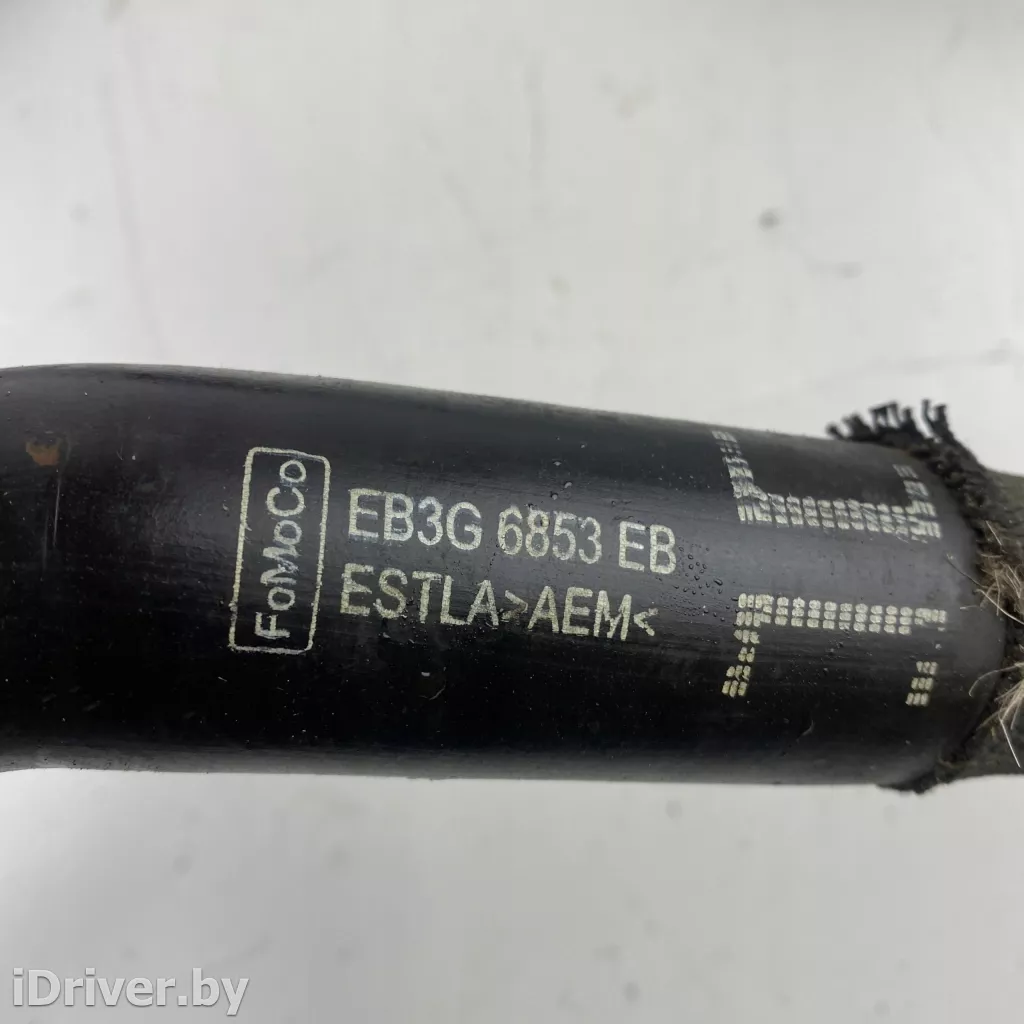 FoMoCo
EB3G 6853 EB
ESTLA>AEM<
iDriver.by